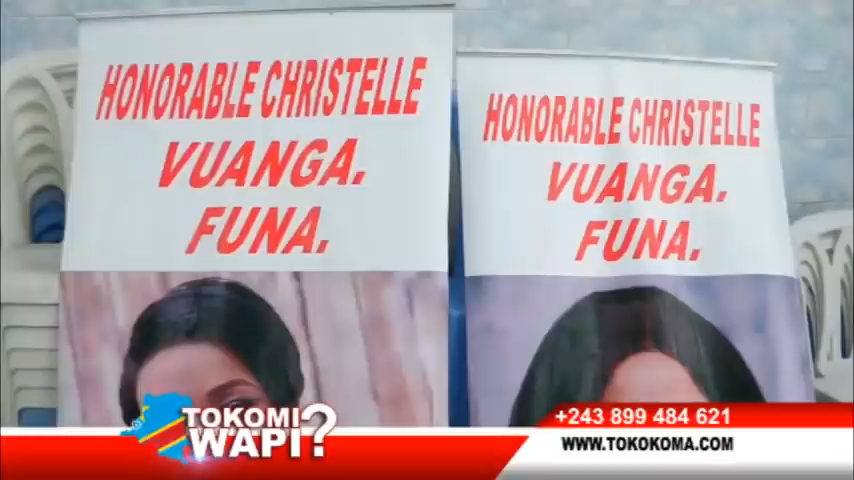 HONORABLE CHRISTELLE
VUANGA.
FUNA.
HONORABLE CHRISTELLE
VUANGA.
FUNA.
TOKOMI
WAPI?
+243 899 484 621
WWW.TOKOKOMA.COM